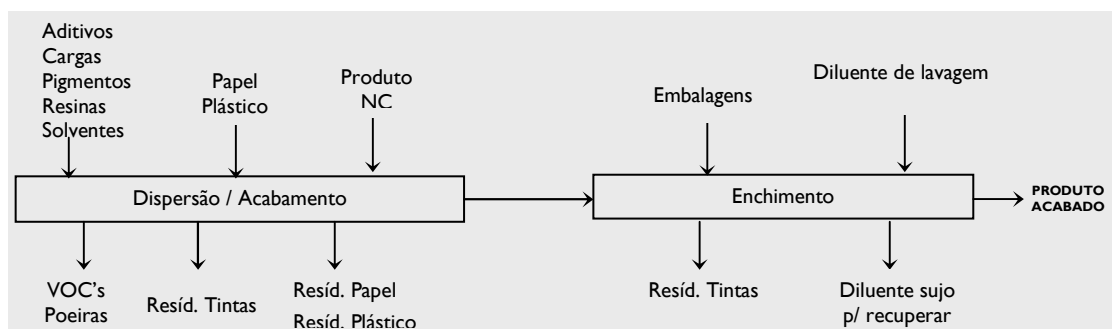 Aditivos
Cargas
Pigmentos
Resinas
Solventes
Papel
Plástico
Produto
NC
Embalagens
Diluente de lavagem
Dispersão / Acabamento
Enchimento
PRODUTO
ACABADO
VOC's
Poeiras
Resíd. Tintas
Resíd. Papel
Resíd. Plástico
Resíd. Tintas
Diluente sujo
p/ recuperar